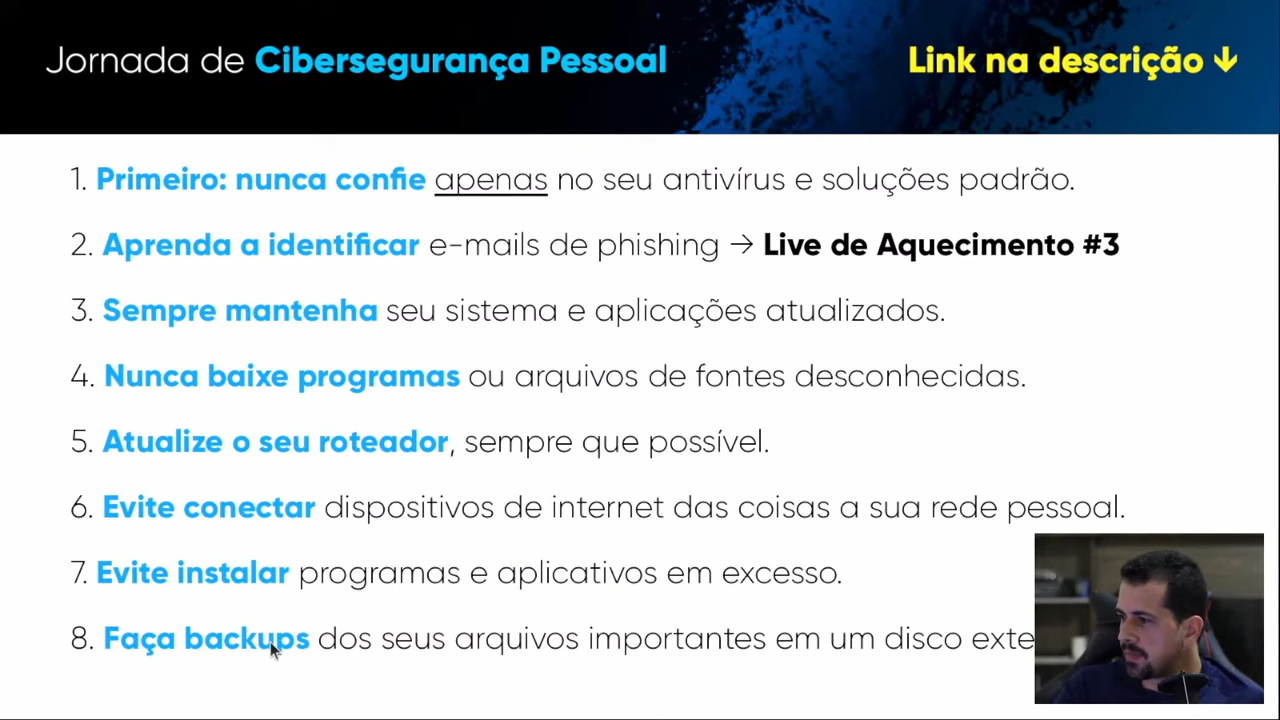 Jornada de Cibersegurança Pessoal
Link na descrição ↓
1. Primeiro: nunca confie apenas no seu antivírus e soluções padrão.
2. Aprenda a identificar e-mails de phishing → Live de Aquecimento #3
3. Sempre mantenha seu sistema e aplicações atualizados.
4. Nunca baixe programas ou arquivos de fontes desconhecidas.
5. Atualize o seu roteador, sempre que possível.
6. Evite conectar dispositivos de internet das coisas a sua rede pessoal.
7. Evite instalar programas e aplicativos em excesso.
8. Faça backups dos seus arquivos importantes em um disco